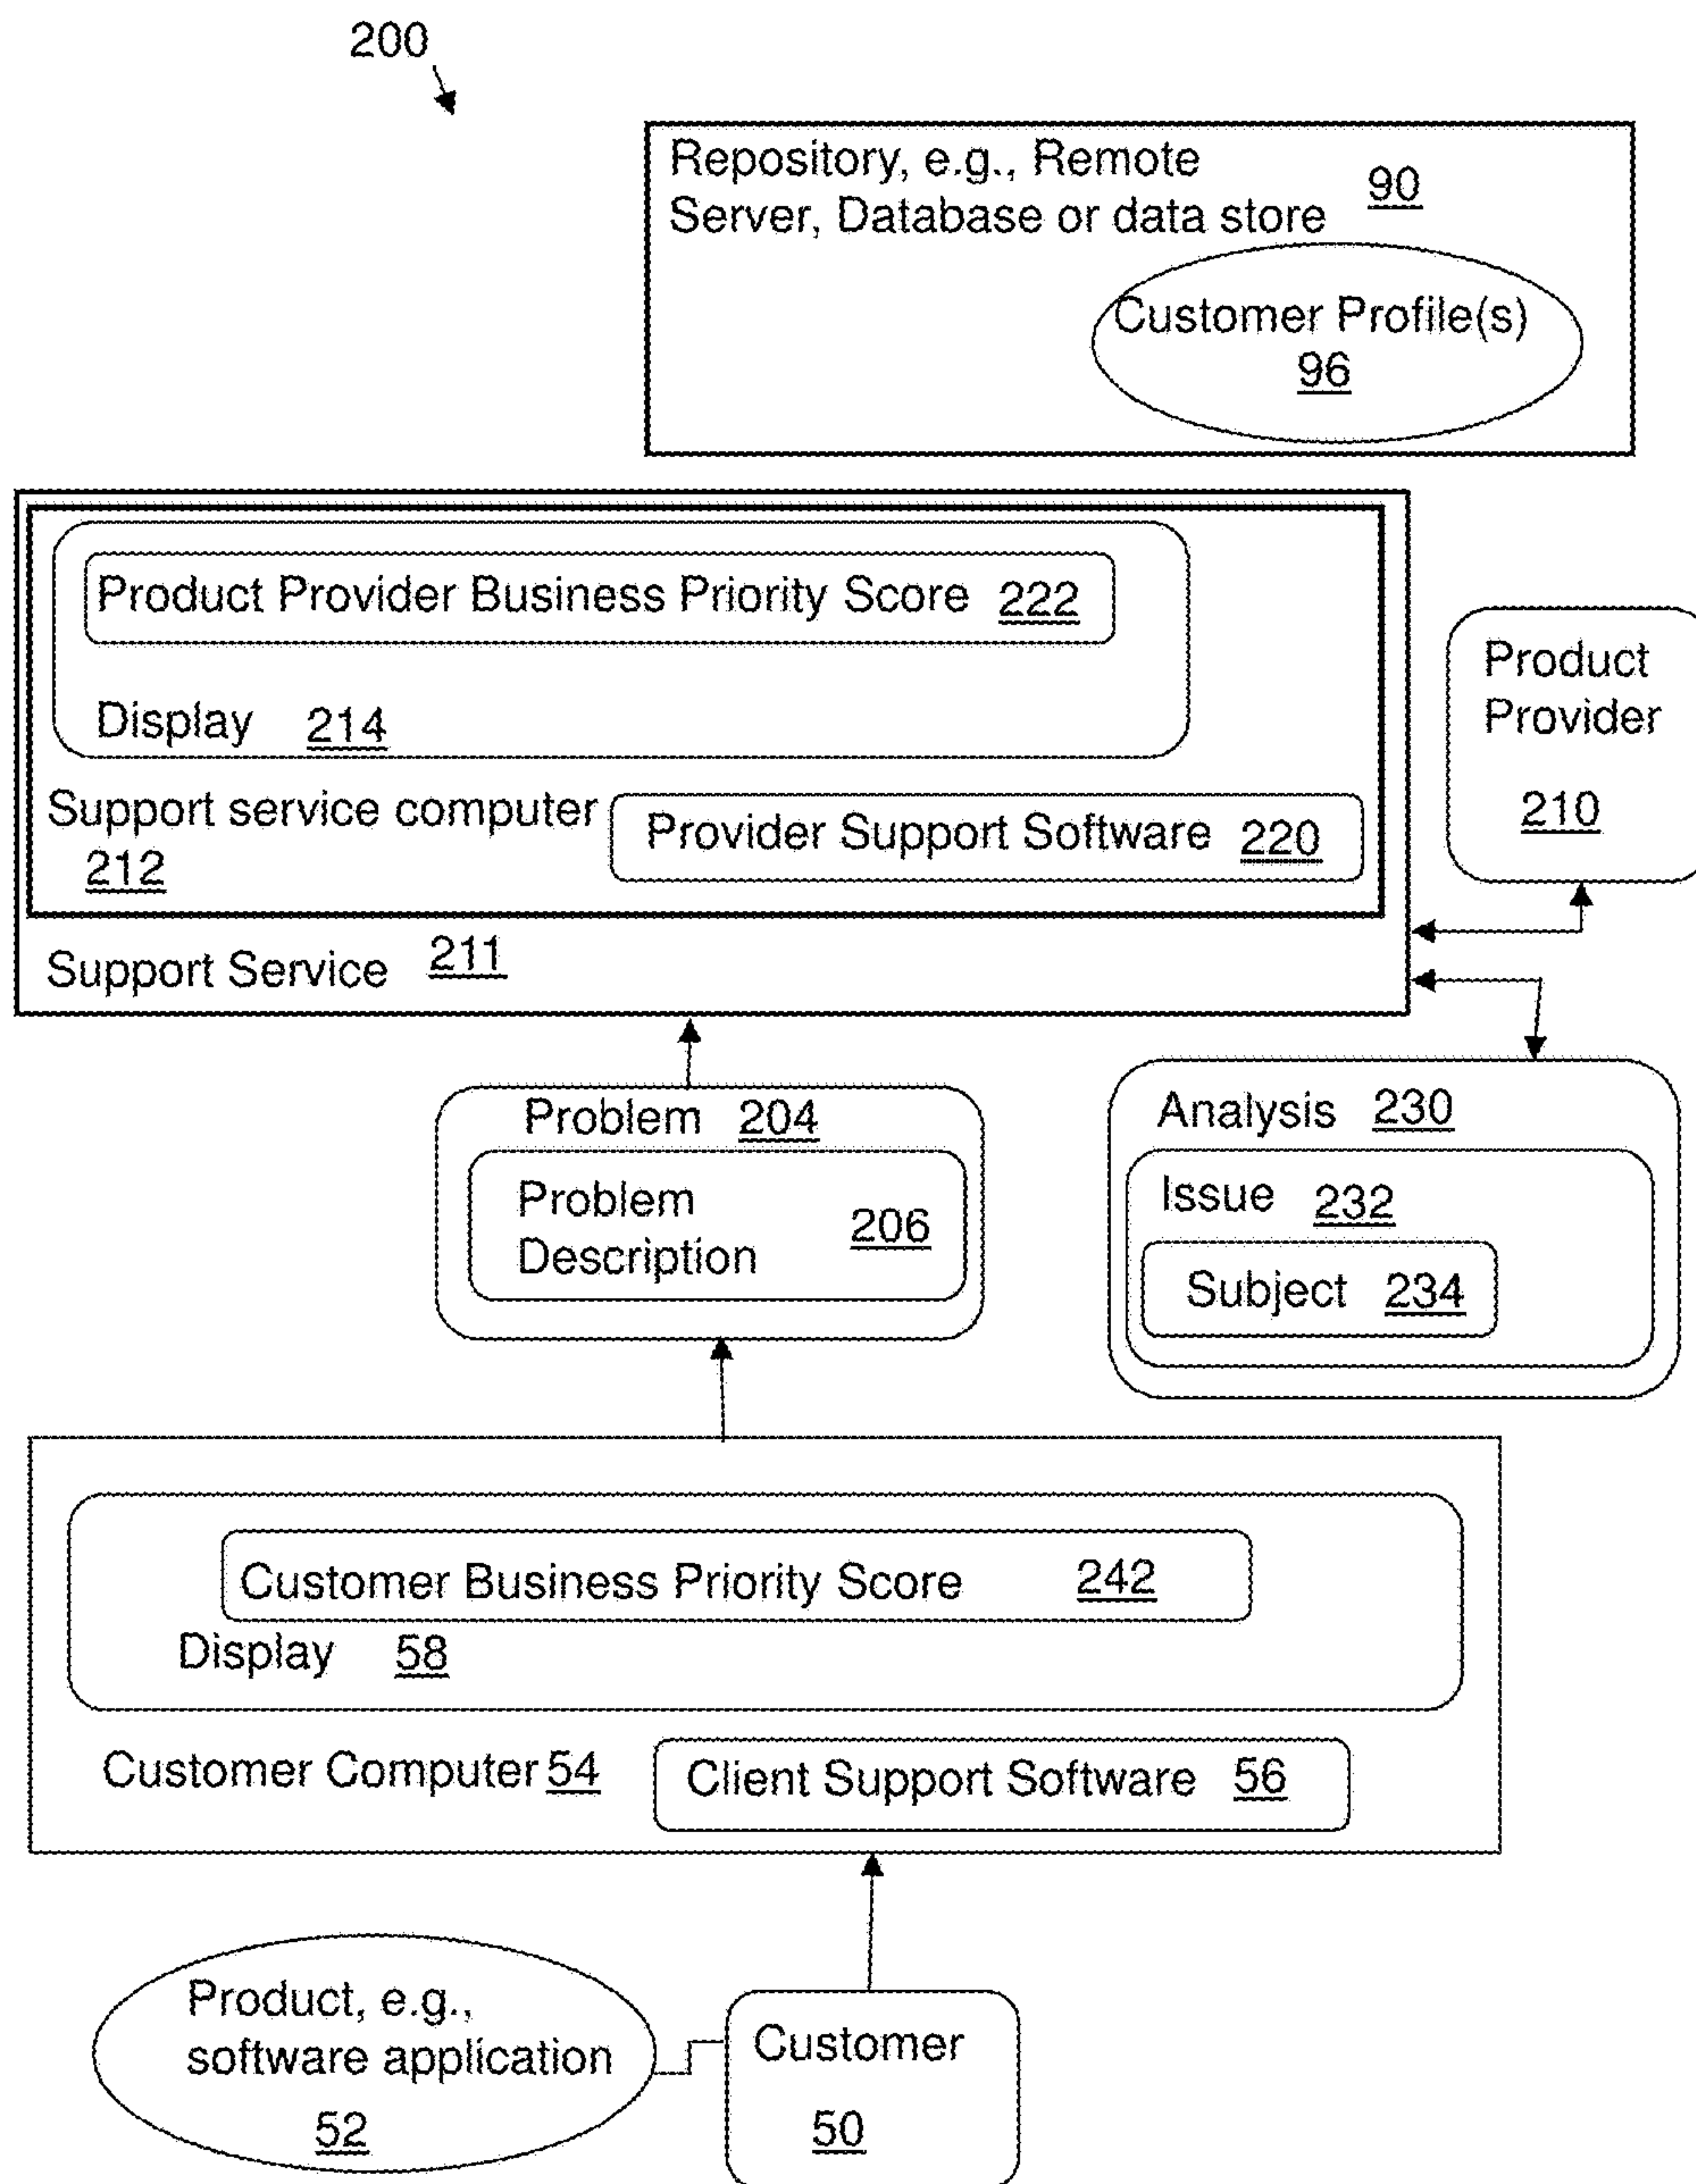 200
Repository, e.g., Remote
Server, Database or data store 90
Customer Profile(s)
96
Product Provider Business Priority Score 222
Display 214
Support service computer
212
Provider Support Software 220
Support Service 211
Product
Provider
210
Problem 204
Problem
Description 206
Analysis 230
Issue 232
Subject 234
Customer Business Priority Score 242
Display 58
Customer Computer 54
Client Support Software 56
Product, e.g.,
software application
52
Customer
50